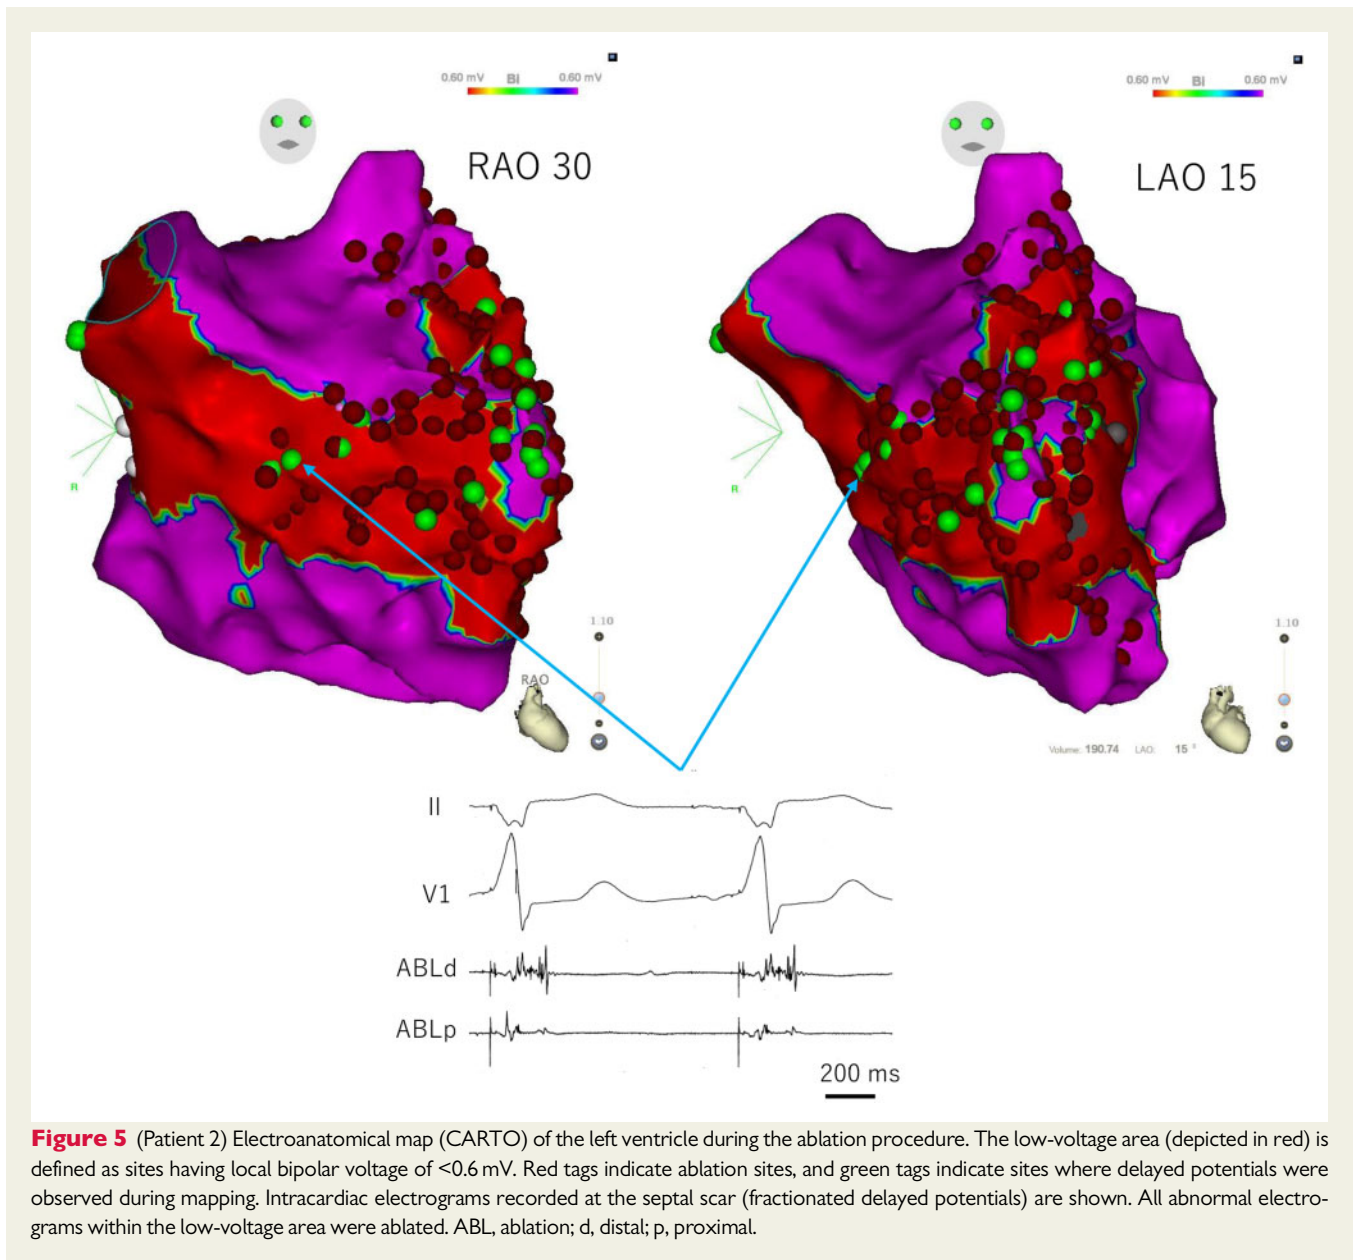 0.60 mV BI 0.60 mV
0.60 mV BI 0.60 mV
RAO 30
LAO 15
R
R
1:10
1:10
RAO
Volume: 190.74 LAO: 15 °
II
V1
ABLd
ABLp
200 ms
Figure 5 (Patient 2) Electroanatomical map (CARTO) of the left ventricle during the ablation procedure. The low-voltage area (depicted in red) is
defined as sites having local bipolar voltage of <0.6 mV. Red tags indicate ablation sites, and green tags indicate sites where delayed potentials were
observed during mapping. Intracardiac electrograms recorded at the septal scar (fractionated delayed potentials) are shown. All abnormal electro-
grams within the low-voltage area were ablated. ABL, ablation; d, distal; p, proximal.